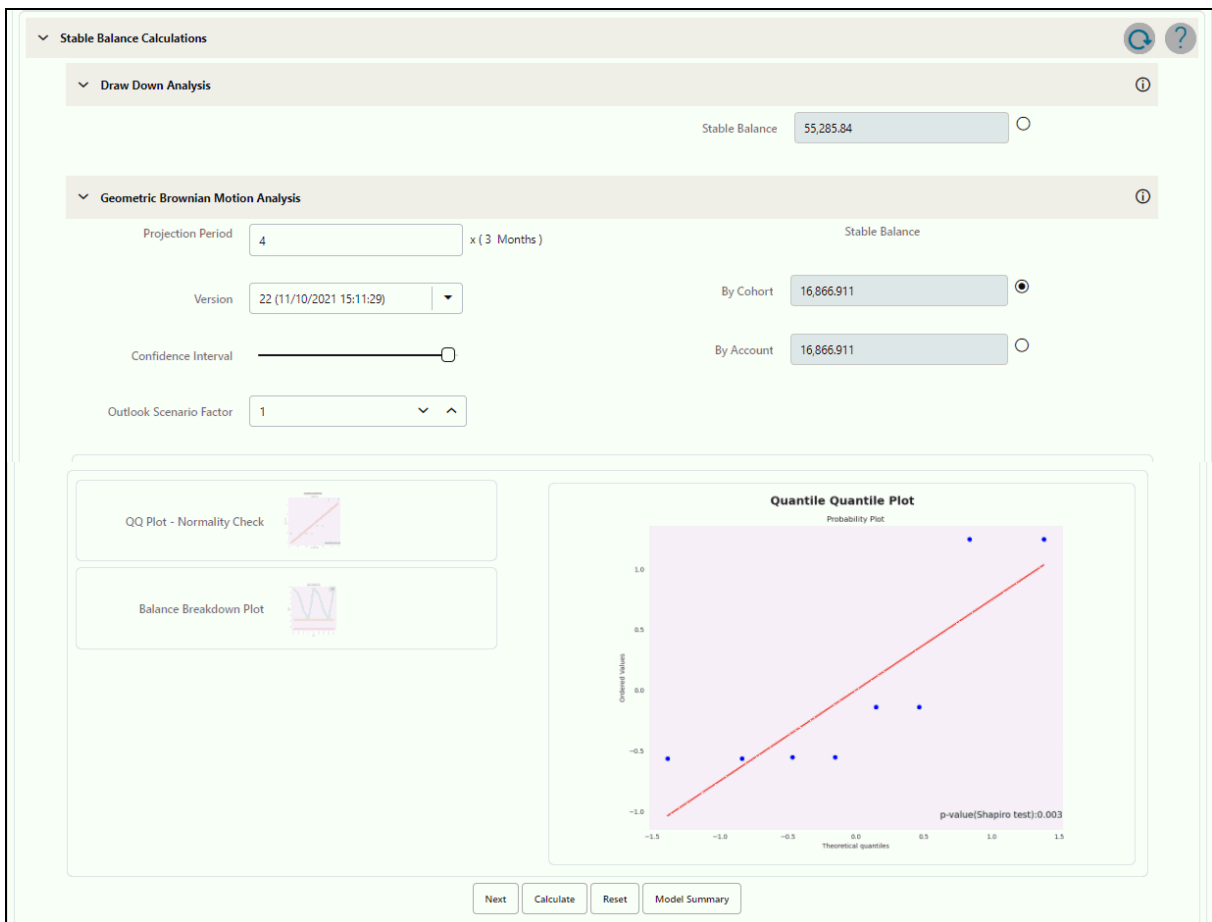 Stable Balance Calculations
?
Draw Down Analysis
Stable Balance 55,285.84
Geometric Brownian Motion Analysis
Projection Period 4 x ( 3 Months )
Stable Balance
Version 22 (11/10/2021 15:11:29)
By Cohort 16,866.911
Confidence Interval
By Account 16,866.911
Outlook Scenario Factor 1
QQ Plot - Normality Check
Balance Breakdown Plot
Quantile Quantile Plot
Probability Plot
1.0
0.5
0.0
−0.5
−1.0
Ordered Values
p-value(Shapiro test):0.003
−1.5 −1.0 −0.5 0.0 0.5 1.0 1.5
Theoretical quantiles
Next Calculate Reset Model Summary